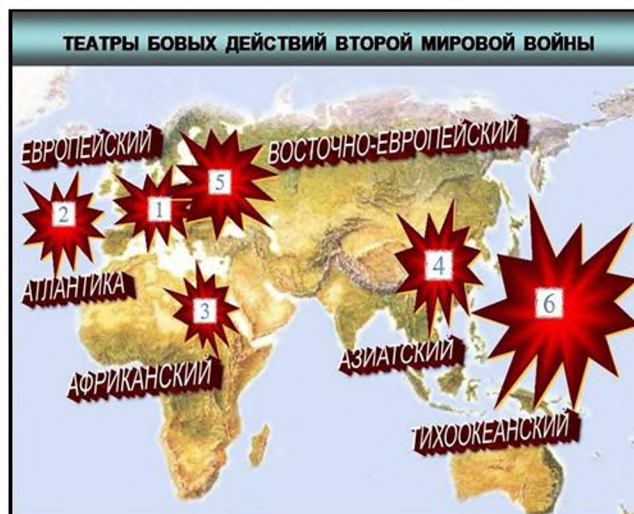 ТЕАТРЫ БОВЫХ ДЕЙСТВИЙ ВТОРОЙ МИРОВОЙ ВОЙНЫ
ЕВРОПЕЙСКИЙ
ВОСТОЧНО-ЕВРОПЕЙСКИЙ
5
2
1
4
АТЛАНТИКА
3
6
АЗИАТСКИЙ
АФРИКАНСКИЙ
ТИХООКЕАНСКИЙ